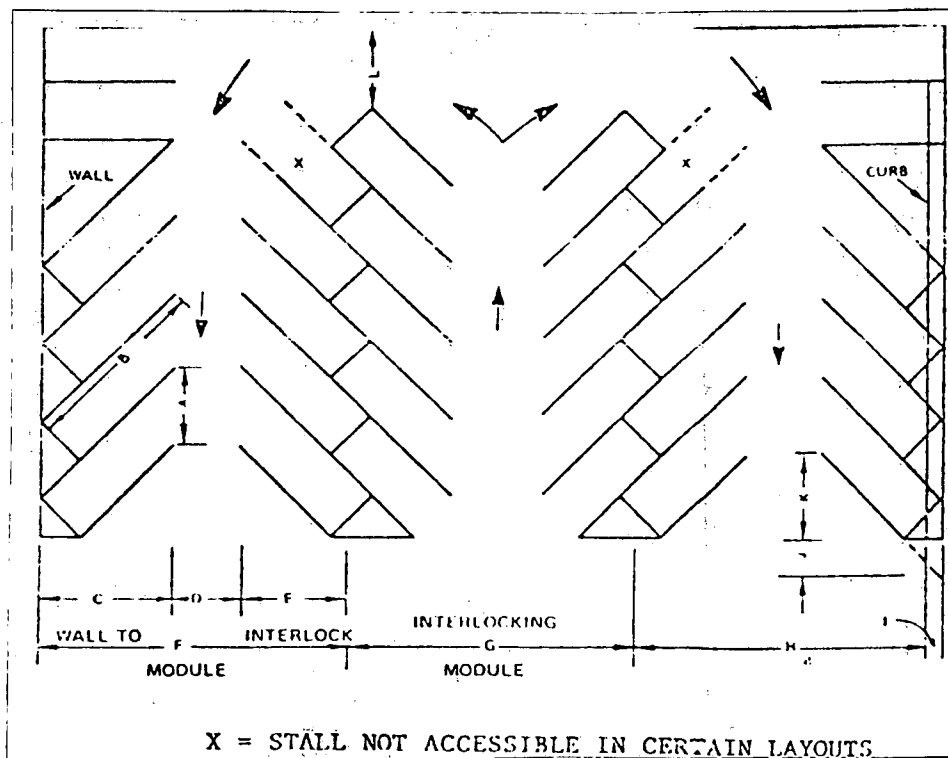 L
X
X
WALL
CURB
B
A
K
J
C
D
E
I
WALL TO
INTERLOCK
INTERLOCKING
F
G
H
MODULE
MODULE
X = STALL NOT ACCESSIBLE IN CERTAIN LAYOUTS